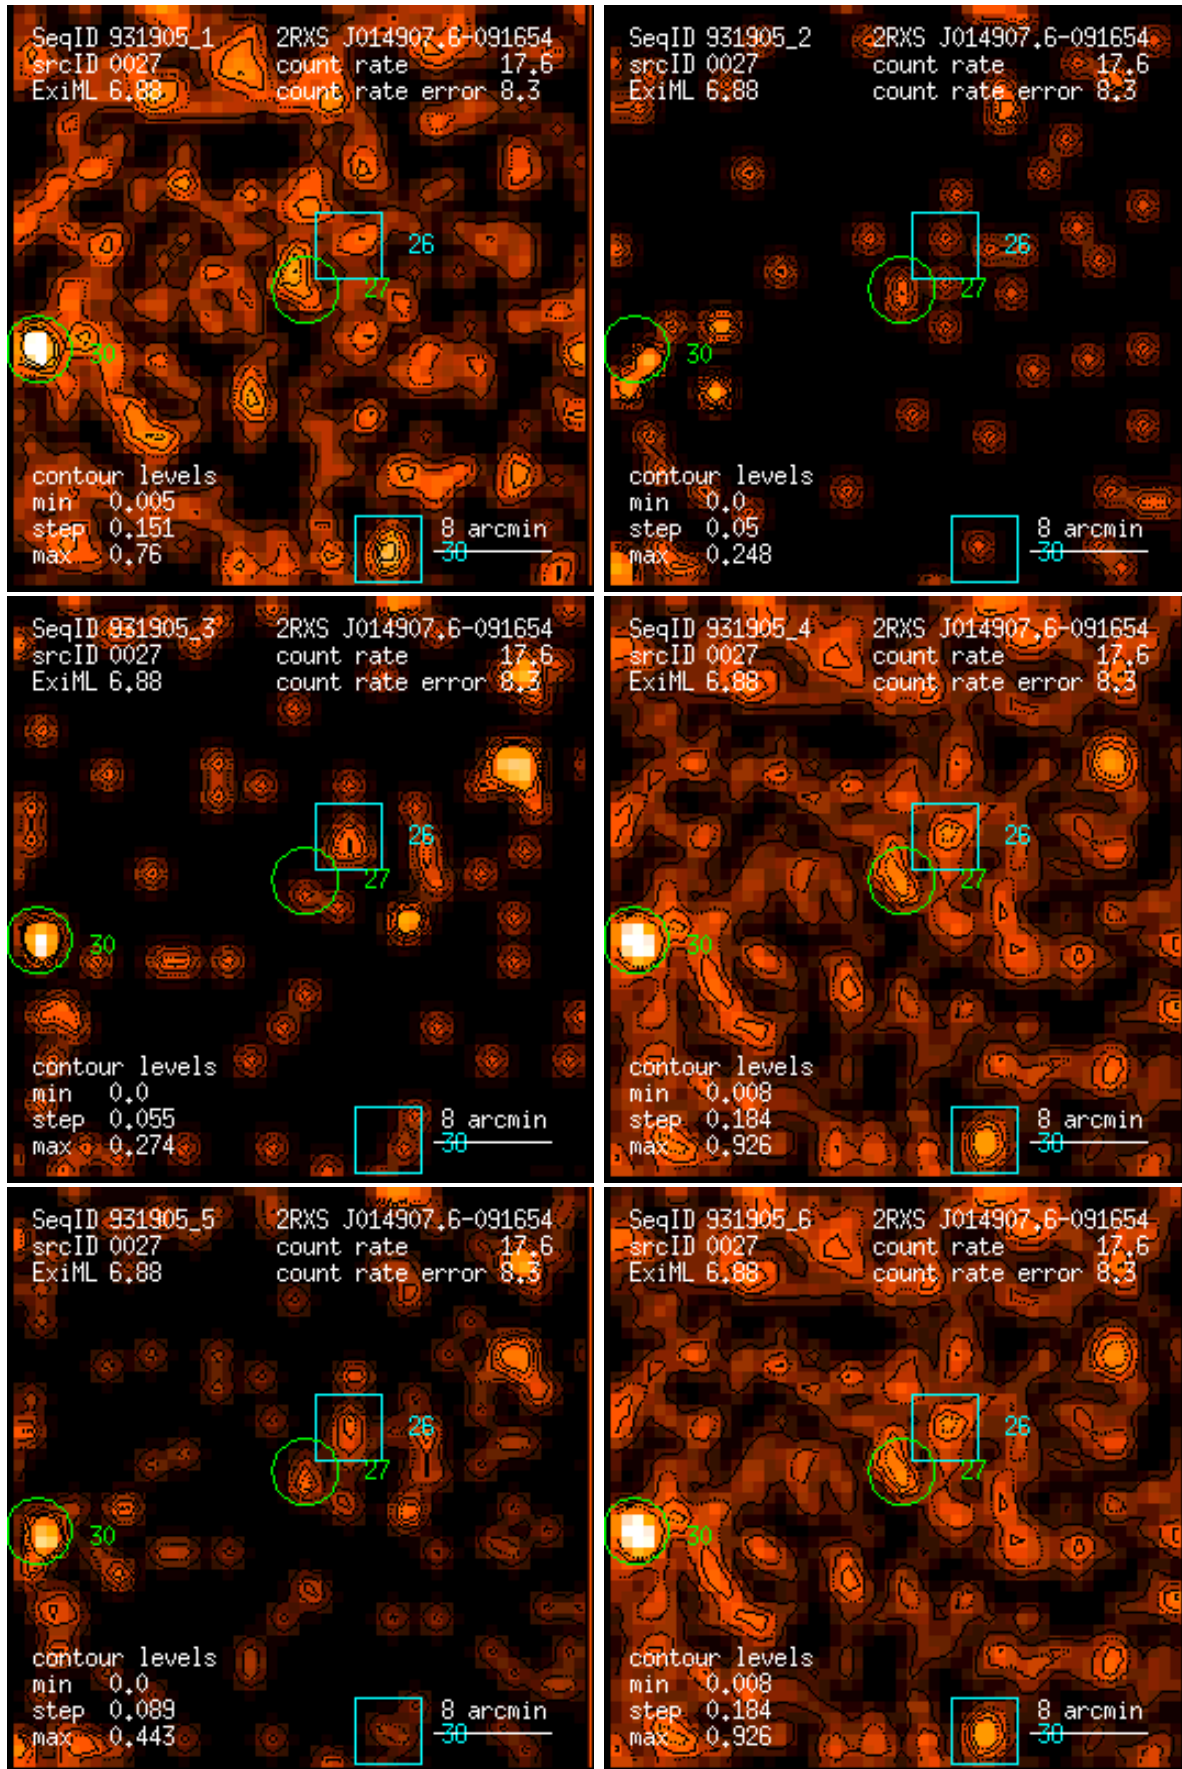 SeqID 931905_1 2RXS J014907.6-091654
srcID 0027 count rate 17.6
ExiML 6.88 count rate error 8.3
26
27
30
contour levels
min 0.005
step 0.151 8 arcmin
max 0.76 30
SeqID 931905_2 2RXS J014907.6-091654
srcID 0027 count rate 17.6
ExiML 6.88 count rate error 8.3
26
27
30
contour levels
min 0.0
step 0.05 8 arcmin
max 0.248 30
SeqID 931905_3 2RXS J014907.6-091654
srcID 0027 count rate 17.6
ExiML 6.88 count rate error 8.3
26
27
30
contour levels
min 0.0
step 0.055 8 arcmin
max 0.274 30
SeqID 931905_4 2RXS J014907.6-091654
srcID 0027 count rate 17.6
ExiML 6.88 count rate error 8.3
26
27
30
contour levels
min 0.008
step 0.184 8 arcmin
max 0.926 30
SeqID 931905_5 2RXS J014907.6-091654
srcID 0027 count rate 17.6
ExiML 6.88 count rate error 8.3
26
27
30
contour levels
min 0.0
step 0.089 8 arcmin
max 0.443 30
SeqID 931905_6 2RXS J014907.6-091654
srcID 0027 count rate 17.6
ExiML 6.88 count rate error 8.3
26
27
30
contour levels
min 0.008
step 0.184 8 arcmin
max 0.926 30